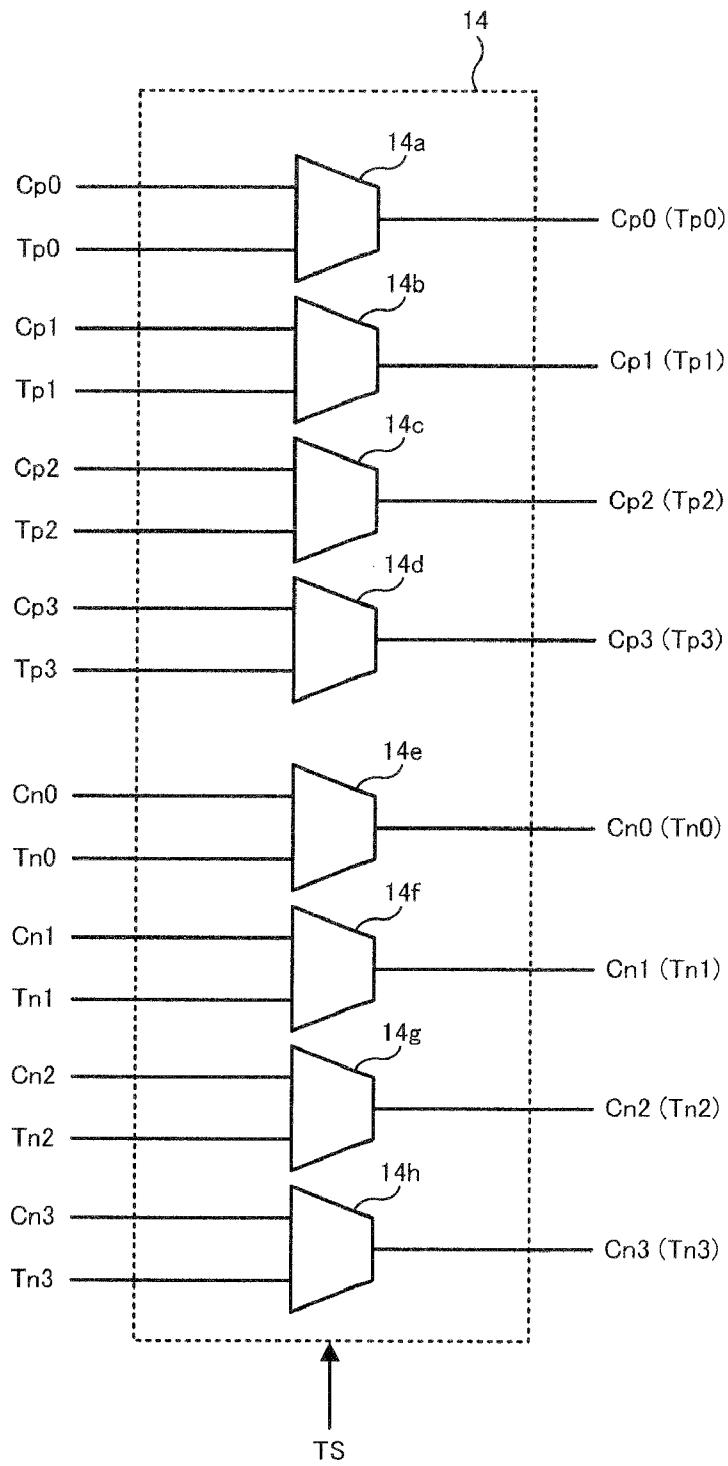 14
14a
Cp0
Tp0
Cp0 (Tp0)
14b
Cp1
Tp1
Cp1 (Tp1)
14c
Cp2
Tp2
Cp2 (Tp2)
14d
Cp3
Tp3
Cp3 (Tp3)
14e
Cn0
Tn0
Cn0 (Tn0)
14f
Cn1
Tn1
Cn1 (Tn1)
14g
Cn2
Tn2
Cn2 (Tn2)
14h
Cn3
Tn3
Cn3 (Tn3)
TS